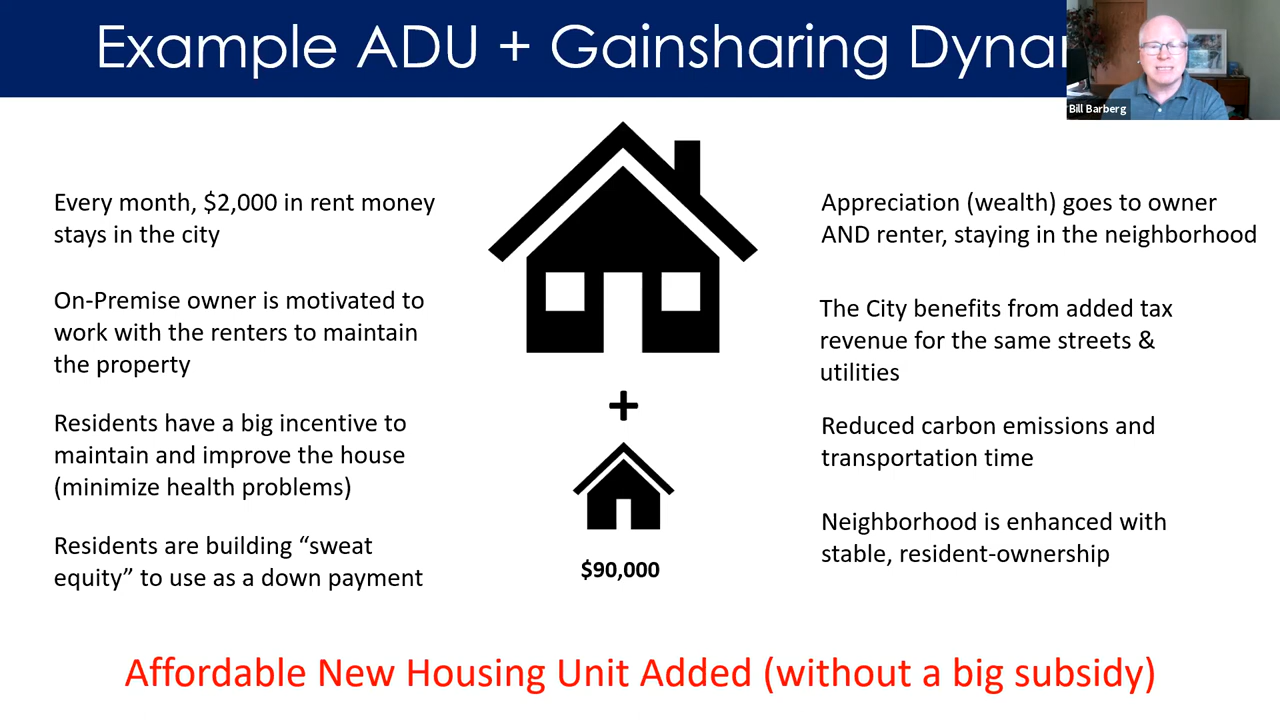 Example ADU + Gainsharing Dyna
Bill Barberg
Every month, $2,000 in rent money
stays in the city
On-Premise owner is motivated to
work with the renters to maintain
the property
Residents have a big incentive to
maintain and improve the house
(minimize health problems)
Residents are building “sweat
equity” to use as a down payment
+
$90,000
Appreciation (wealth) goes to owner
AND renter, staying in the neighborhood
The City benefits from added tax
revenue for the same streets &
utilities
Reduced carbon emissions and
transportation time
Neighborhood is enhanced with
stable, resident-ownership
Affordable New Housing Unit Added (without a big subsidy)